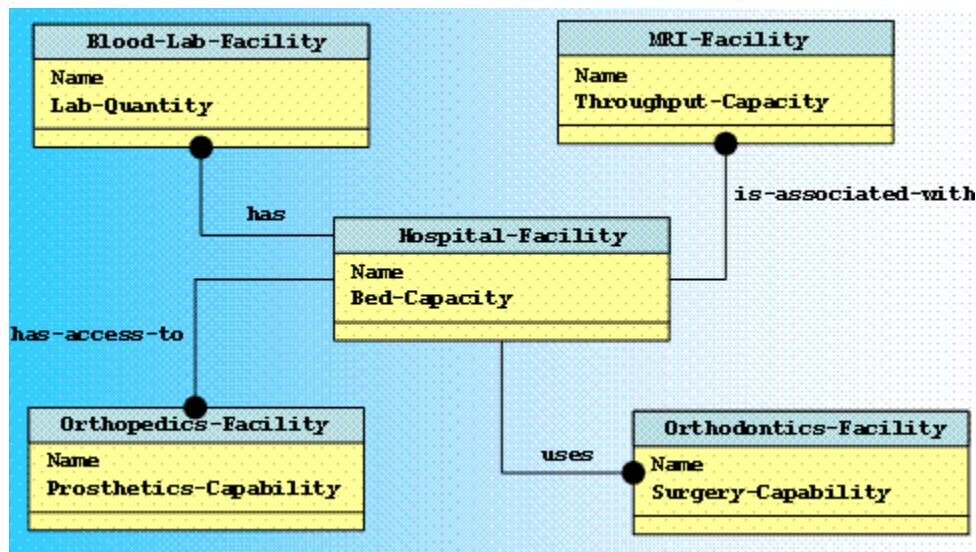 Blood-Lab-Facility
Name
Lab-Quantity
MRI-Facility
Name
Throughput-Capacity
has
is-associated-with
Hospital-Facility
Name
Bed-Capacity
has-access-to
uses
Orthopedics-Facility
Name
Prosthetics-Capability
Orthodontics-Facility
Name
Surgery-Capability